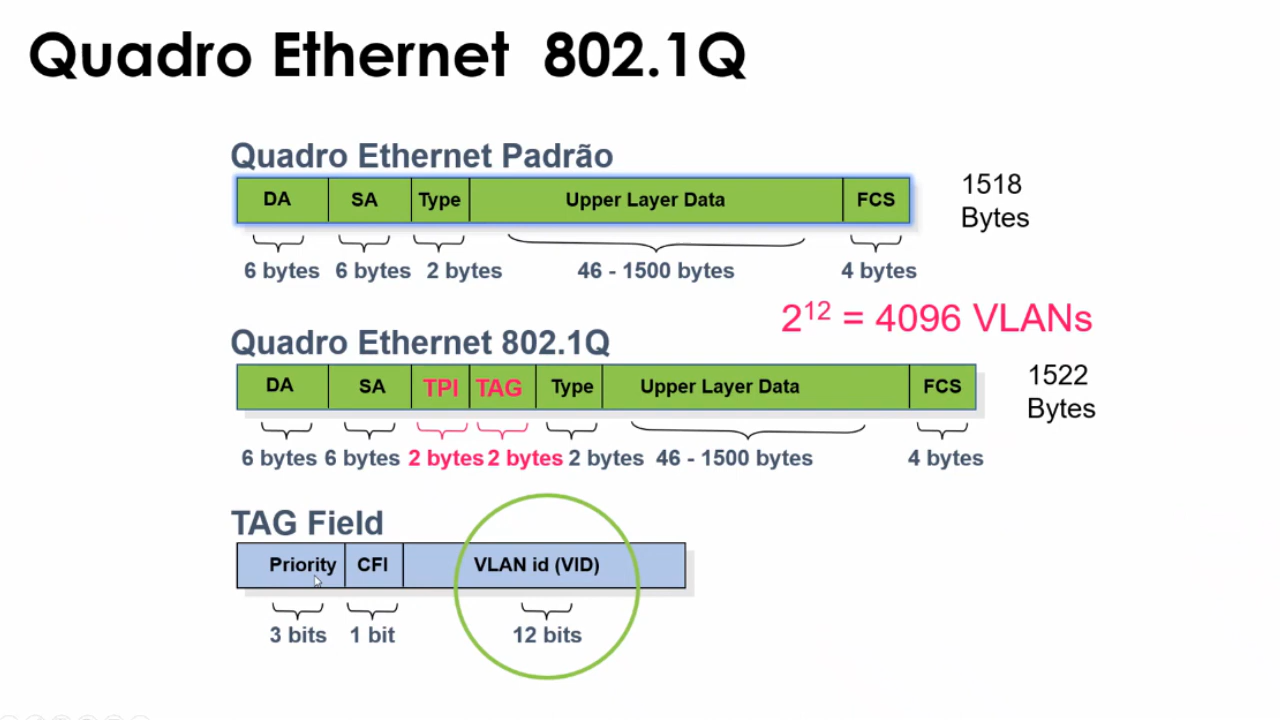 Quadro Ethernet 802.1Q
Quadro Ethernet Padrão
DA SA Type Upper Layer Data FCS
1518
Bytes
6 bytes 6 bytes 2 bytes 46 - 1500 bytes 4 bytes
2¹² = 4096 VLANs
Quadro Ethernet 802.1Q
DA SA TPI TAG Type Upper Layer Data FCS
1522
Bytes
6 bytes 6 bytes 2 bytes 2 bytes 2 bytes 46 - 1500 bytes 4 bytes
TAG Field
Priority CFI VLAN id (VID)
3 bits 1 bit 12 bits